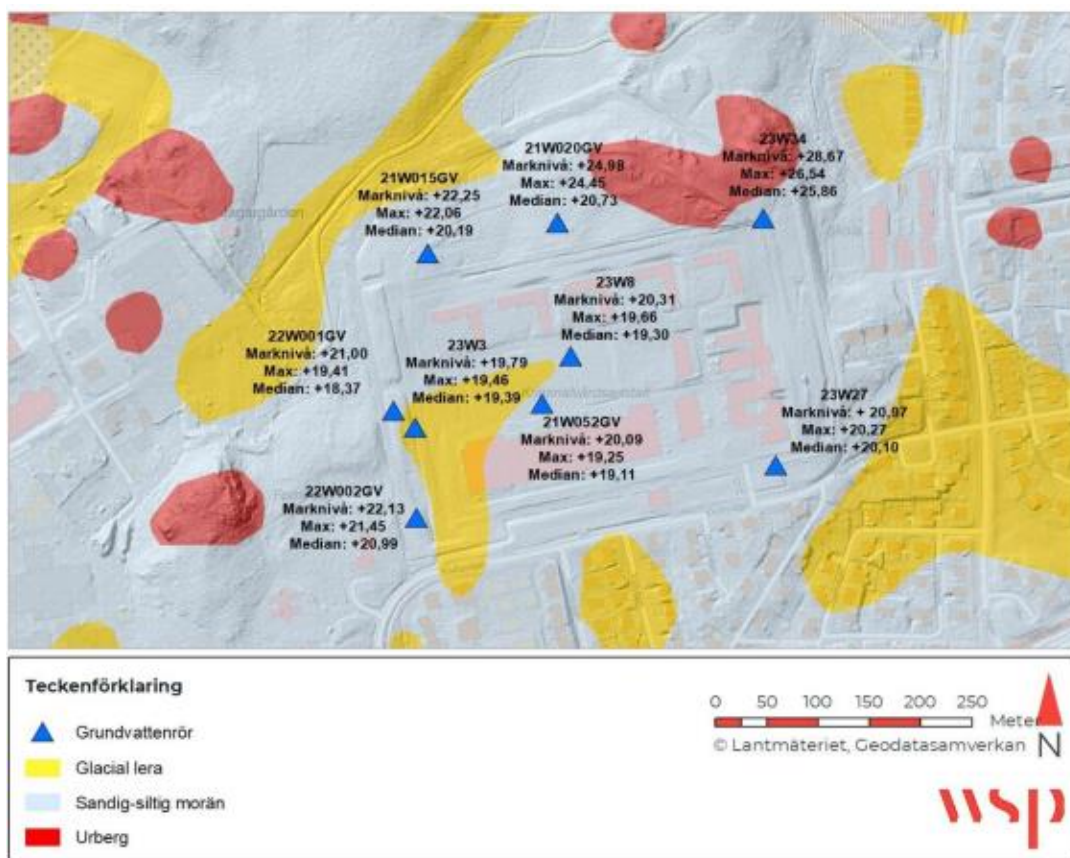 21W020GV
Marknivå: +24,98
Max: +24,45
Median: +20,73
23W34
Marknivå: +28,67
Max: +26,54
Median: +25,86
21W015GV
Marknivå: +22,25
Max: +22,06
Median: +20,19
23W8
Marknivå: +20,31
Max: +19,66
Median: +19,30
22W001GV
Marknivå: +21,00
Max: +19,41
Median: +18,37
23W3
Marknivå: +19,79
Max: +19,46
Median: +19,39
21W052GV
Marknivå: +20,09
Max: +19,25
Median: +19,11
23W27
Marknivå: + 20,97
Max: +20,27
Median: +20,10
22W002GV
Marknivå: +22,13
Max: +21,45
Median: +20,99
Teckenförklaring
Grundvattenrör
Glacial lera
Sandig-siltig morän
Urberg
0 50 100 150 200 250
Meter
© Lantmäteriet, Geodatasamverkan
N
wsp